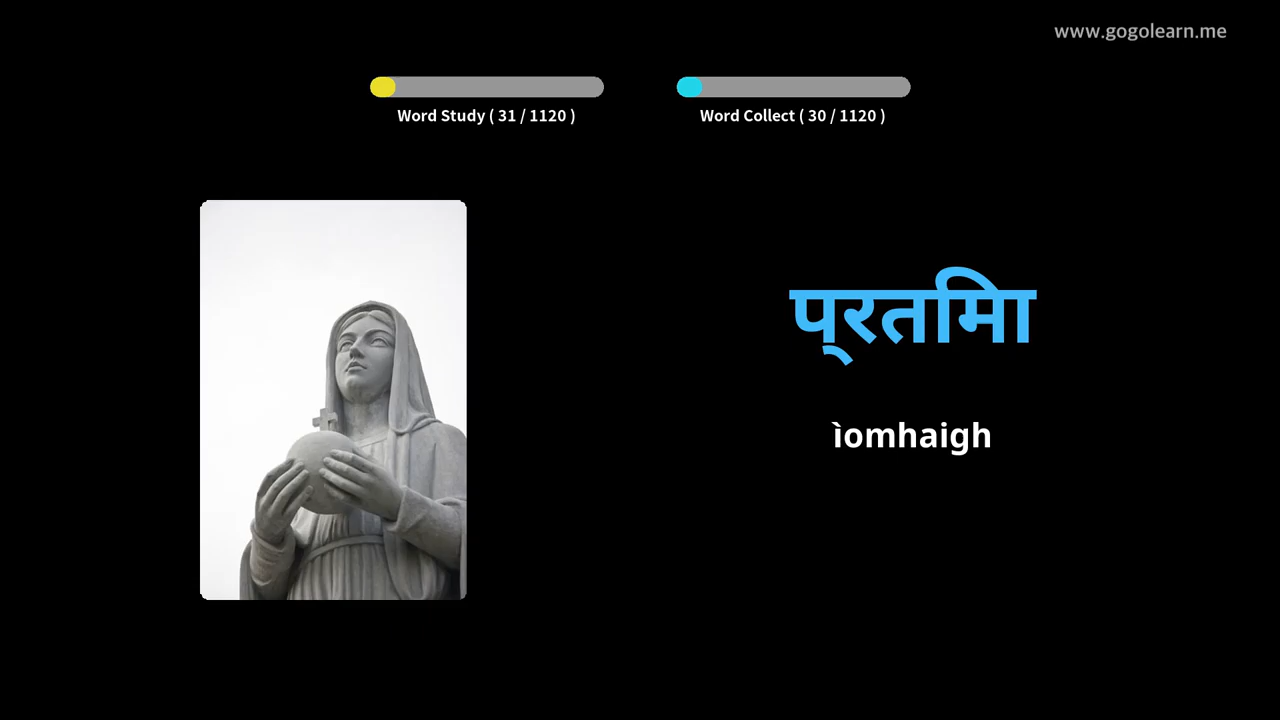 www.gogolearn.me
Word Study ( 31 / 1120 )
Word Collect ( 30 / 1120 )
प्रतिमा
ìomhaigh